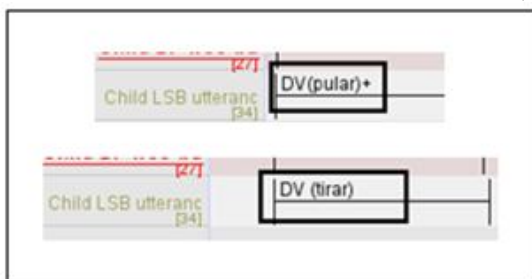 [27]
DV(pular)+
Child LSB utteranc
[34]
[27]
DV (tirar)
Child LSB utteranc
[34]